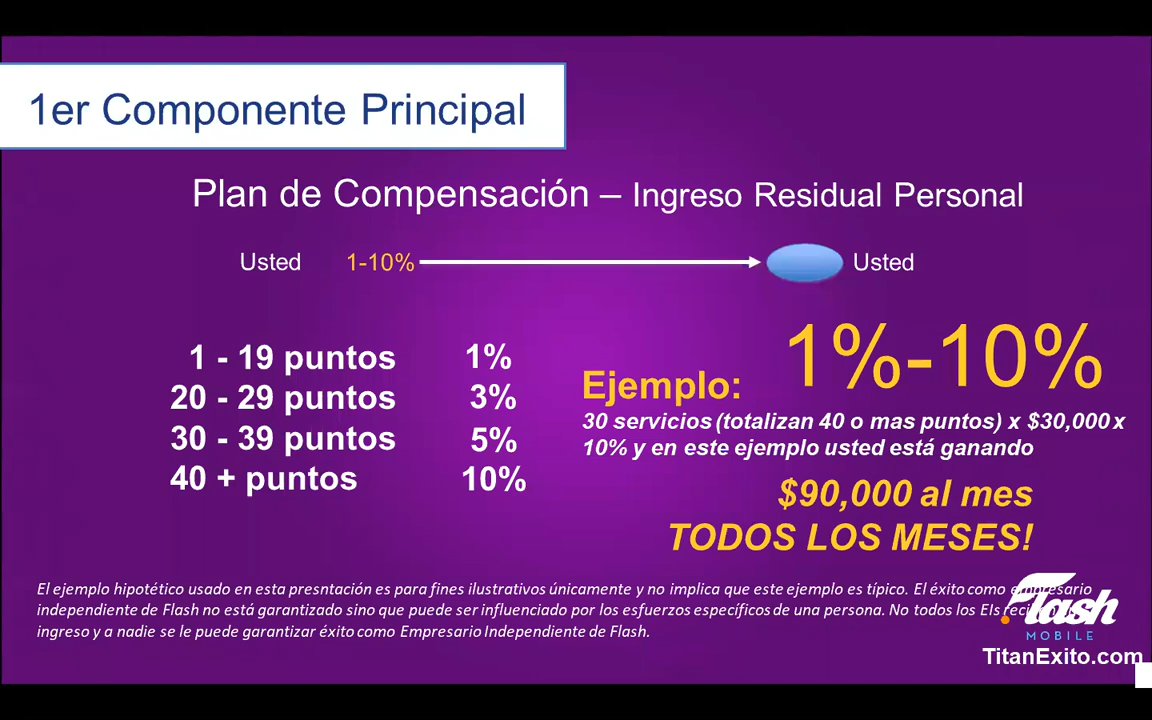 1er Componente Principal
Plan de Compensación – Ingreso Residual Personal
Usted 1-10% Usted
1 - 19 puntos 1%
20 - 29 puntos 3%
30 - 39 puntos 5%
40 + puntos 10%
1%-10%
Ejemplo:
30 servicios (totalizan 40 o mas puntos) x $30,000 x
10% y en este ejemplo usted está ganando
$90,000 al mes
TODOS LOS MESES!
El ejemplo hipotético usado en esta presntación es para fines ilustrativos únicamente y no implica que este ejemplo es típico. El éxito como empresario
independiente de Flash no está garantizado sino que puede ser influenciado por los esfuerzos específicos de una persona. No todos los EIs
ingreso y a nadie se le puede garantizar éxito como Empresario Independiente de Flash.
Flash
MOBILE
TitanExito.com